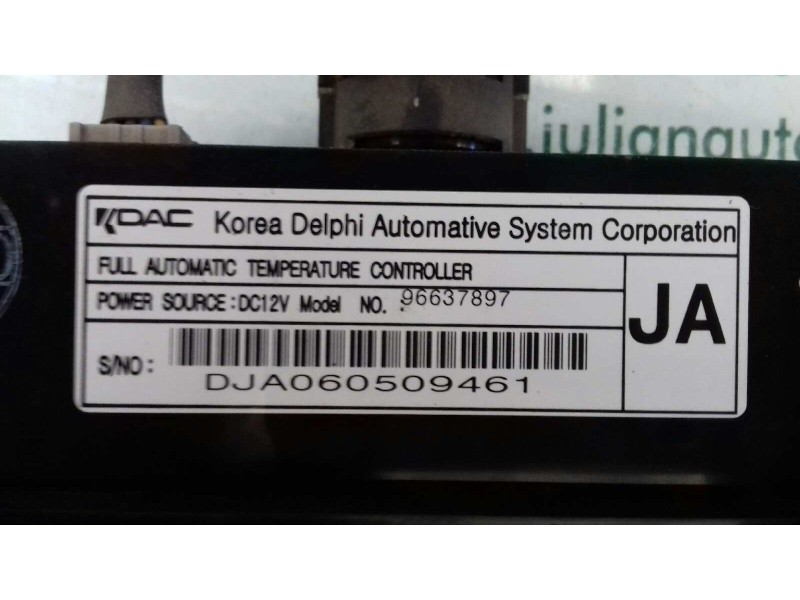 julianauto
KDAC Korea Delphi Automative System Corporation
FULL AUTOMATIC TEMPERATURE CONTROLLER
POWER SOURCE : DC12V Model NO. : 96637897
JA
S/NO :
DJA060509461